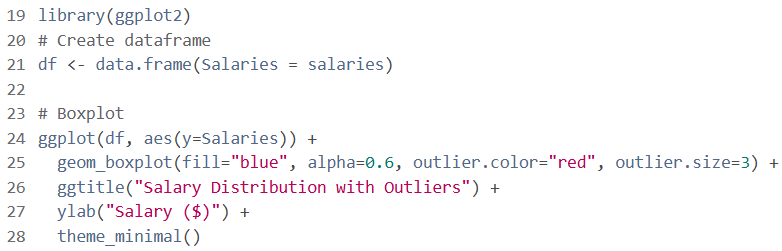 19 library(ggplot2)
20 # Create dataframe
21 df <- data.frame(Salaries = salaries)
22
23 # Boxplot
24 ggplot(df, aes(y=Salaries)) +
25   geom_boxplot(fill="blue", alpha=0.6, outlier.color="red", outlier.size=3) +
26   ggtitle("Salary Distribution with Outliers") +
27   ylab("Salary ($)") +
28   theme_minimal()